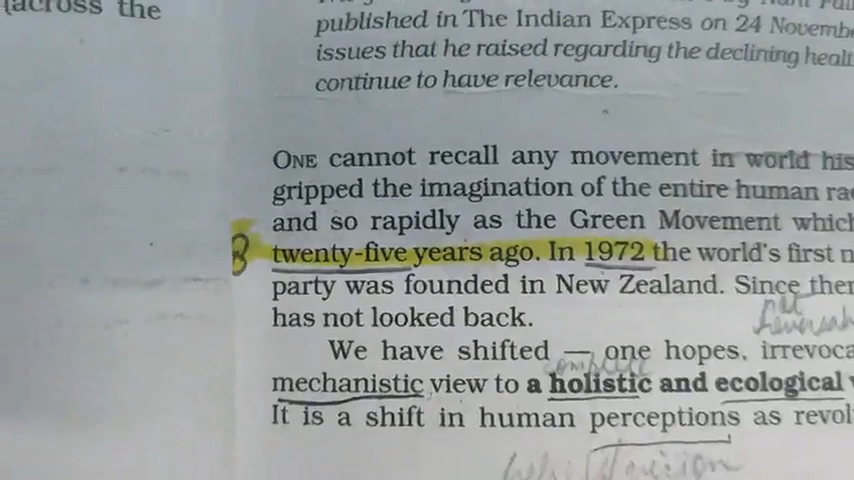 (across the
published in The Indian Express on 24 Novemb
issues that he raised regarding the declining healt
continue to have relevance.
ONE cannot recall any movement in world his
gripped the imagination of the entire human ra
and so rapidly as the Green Movement which
twenty-five years ago. In 1972 the world's first n
party was founded in New Zealand. Since then
has not looked back.
We have shifted — one hopes, irrevoca
mechanistic view to a holistic and ecological
It is a shift in human perceptions as revol